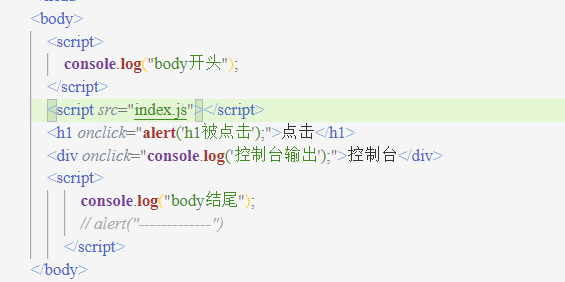 <body>
<script>
console.log("body开头");
</script>
<script src="index.js"></script>
<h1 onclick="alert('h1被点击');">点击</h1>
<div onclick="console.log('控制台输出');">控制台</div>
<script>
console.log("body结尾");
// alert("-------------")
</script>
</body>